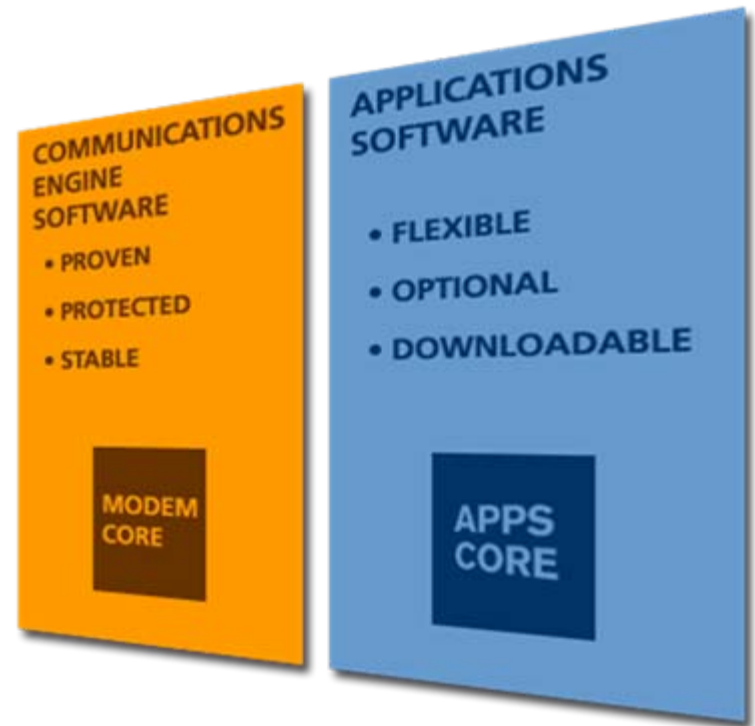 COMMUNICATIONS
ENGINE
SOFTWARE
• PROVEN
• PROTECTED
• STABLE
MODEM
CORE
APPLICATIONS
SOFTWARE
• FLEXIBLE
• OPTIONAL
• DOWNLOADABLE
APPS
CORE